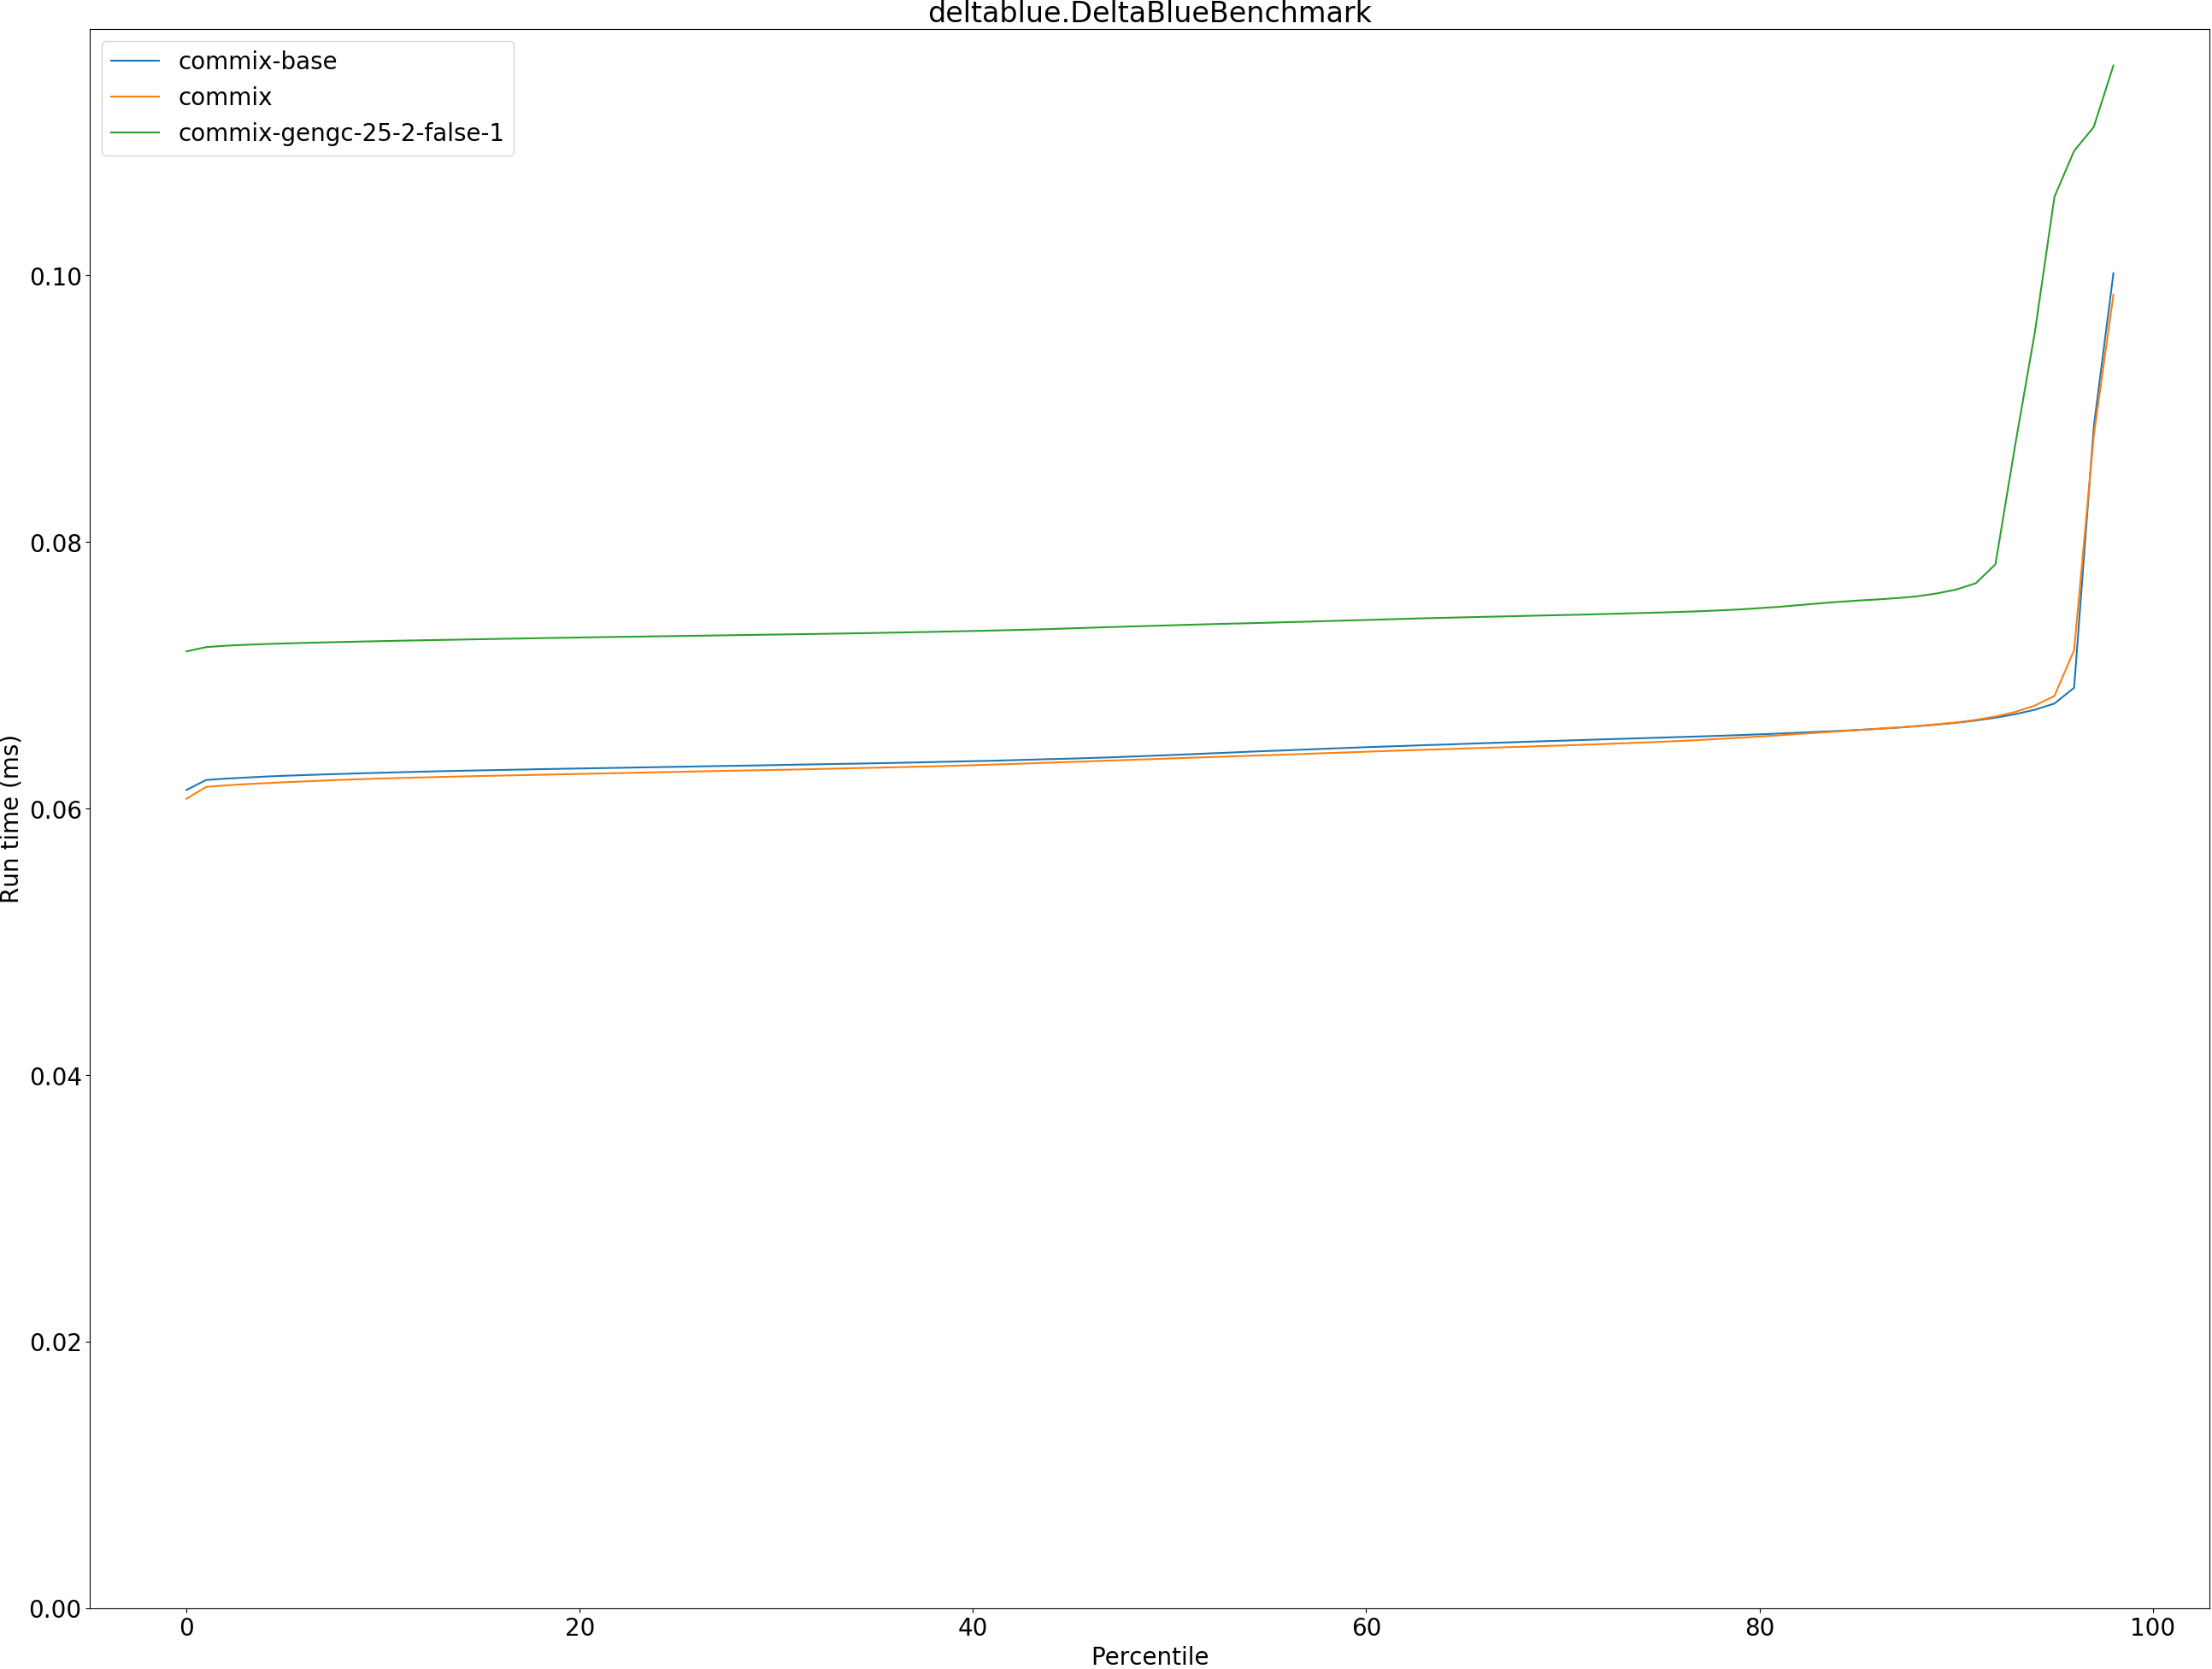 deltablue.DeltaBlueBenchmark
commix-base
commix
commix-gengc-25-2-false-1
Run time (ms)
0.10
0.08
0.06
0.04
0.02
0.00
0 20 40 60 80 100
Percentile